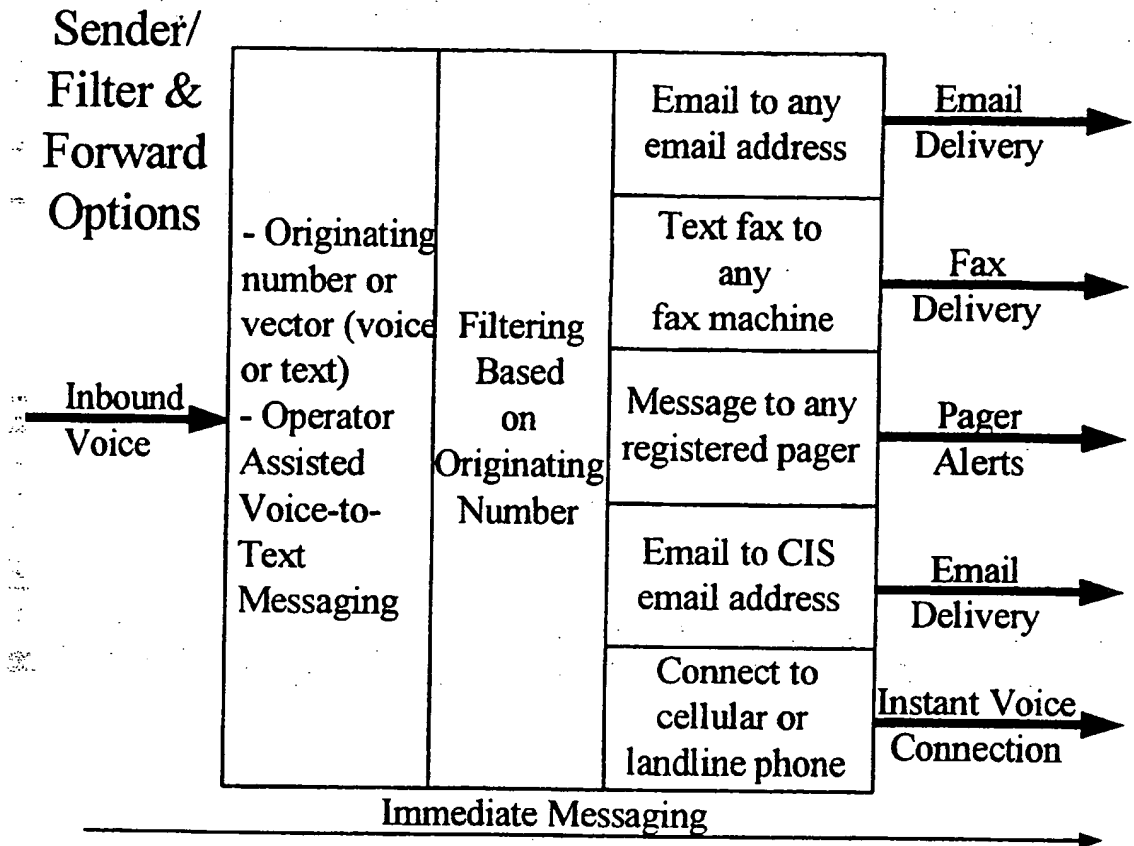 Sender/
Filter &
Forward
Options
Inbound
Voice
- Originating
number or
vector (voice
or text)
- Operator
Assisted
Voice-to-
Text
Messaging
Filtering
Based
on
Originating
Number
Email to any
email address
Text fax to
any
fax machine
Message to any
registered pager
Email to CIS
email address
Connect to
cellular or
landline phone
Email
Delivery
Fax
Delivery
Pager
Alerts
Email
Delivery
Instant Voice
Connection
Immediate Messaging